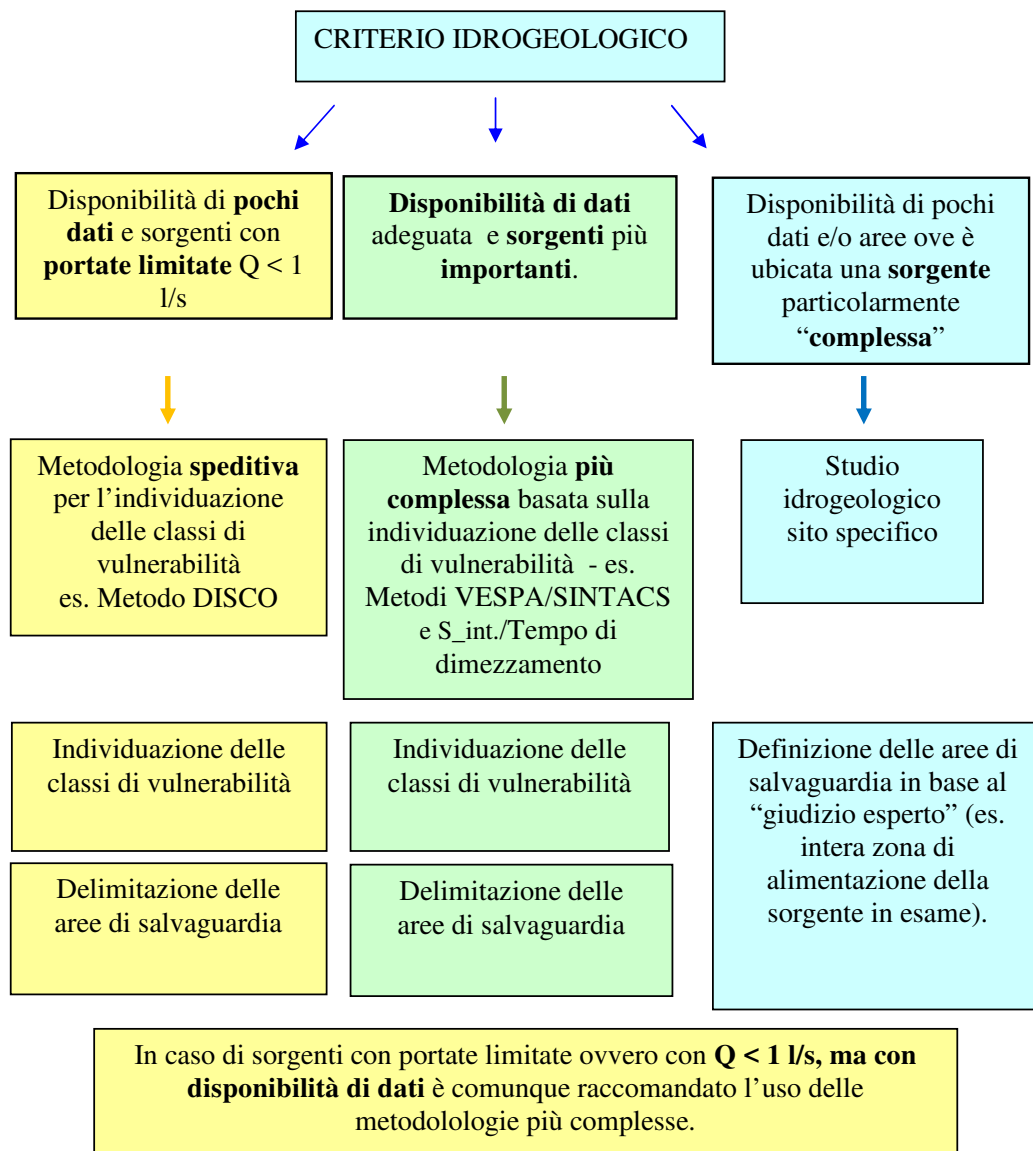 CRITERIO IDROGEOLOGICO
Disponibilità di pochi
dati e sorgenti con
portate limitate Q < 1
l/s
Disponibilità di dati
adeguata e sorgenti più
importanti.
Disponibilità di pochi
dati e/o aree ove è
ubicata una sorgente
particolarmente
“complessa”
Metodologia speditiva
per l’individuazione
delle classi di
vulnerabilità
es. Metodo DISCO
Metodologia più
complessa basata sulla
individuazione delle classi
di vulnerabilità - es.
Metodi VESPA/SINTACS
e S_int./Tempo di
dimezzamento
Studio
idrogeologico
sito specifico
Individuazione delle
classi di vulnerabilità
Individuazione delle
classi di vulnerabilità
Definizione delle aree di
salvaguardia in base al
“giudizio esperto” (es.
intera zona di
alimentazione della
sorgente in esame).
Delimitazione delle
aree di salvaguardia
Delimitazione delle
aree di salvaguardia
In caso di sorgenti con portate limitate ovvero con Q < 1 l/s, ma con
disponibilità di dati è comunque raccomandato l’uso delle
metodolologie più complesse.